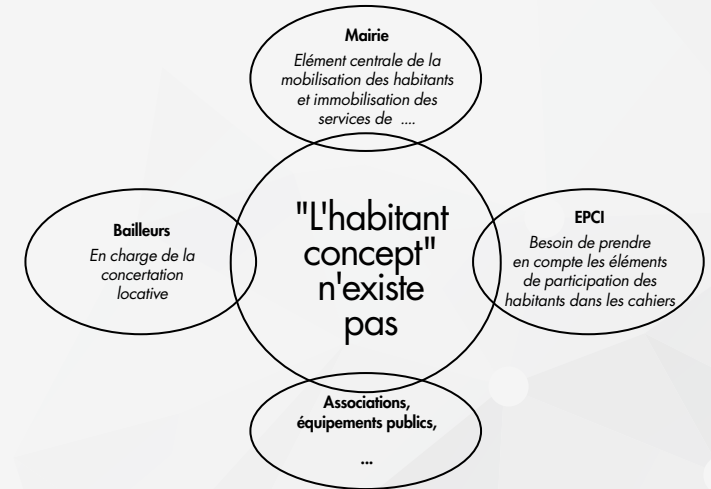 Mairie
Elément centrale de la
mobilisation des habitants
et immobilisation des
services de ....
Bailleurs
En charge de la
concertation
locative
"L'habitant
concept"
n'existe
pas
EPCI
Besoin de prendre
en compte les éléments
de participation des
habitants dans les cahiers
Associations,
équipements publics,
...